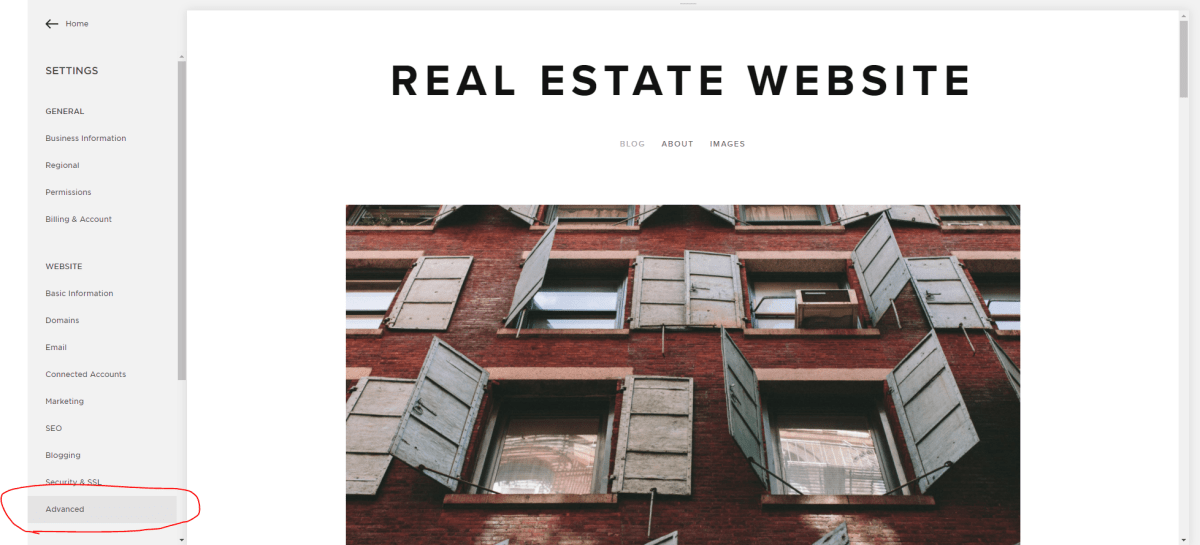 Home
SETTINGS
GENERAL
Business Information
Regional
Permissions
Billing & Account
WEBSITE
Basic Information
Domains
Email
Connected Accounts
Marketing
SEO
Blogging
Security & SSL
Advanced
REAL ESTATE WEBSITE
BLOG ABOUT IMAGES